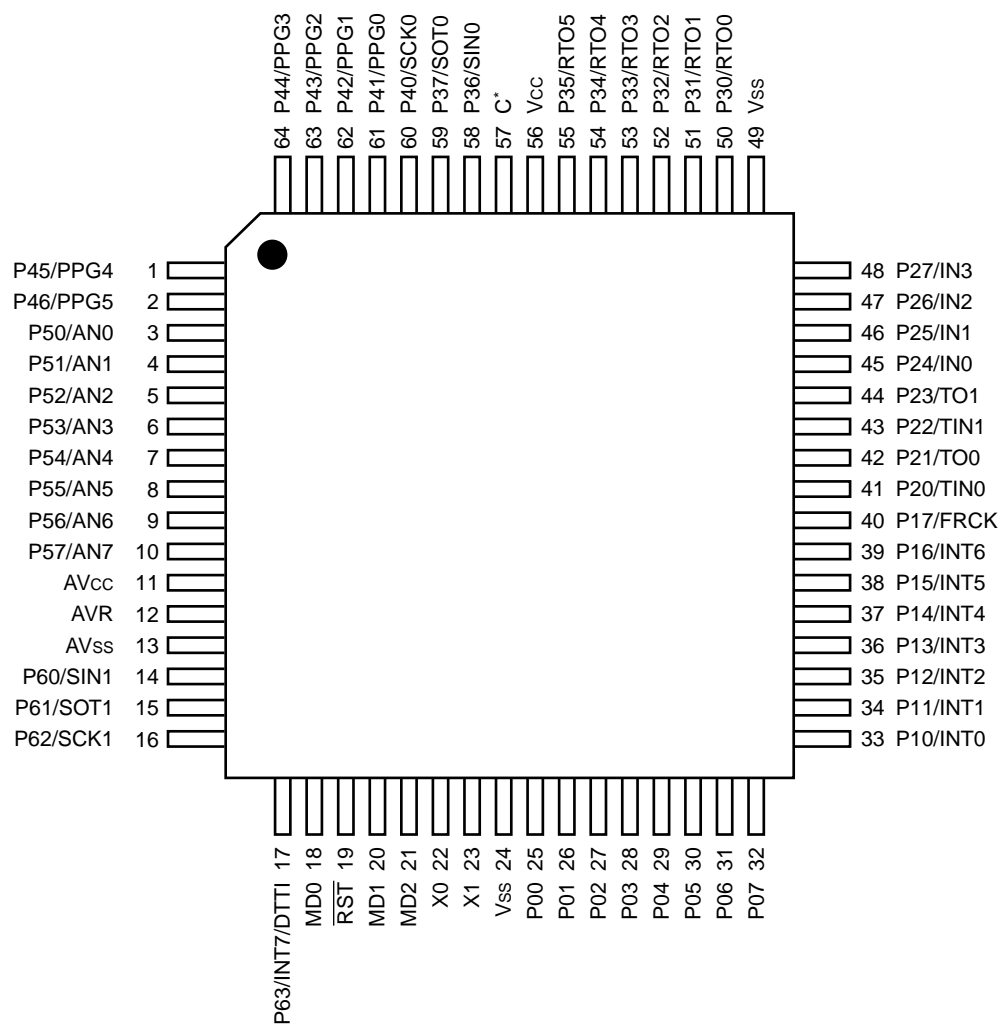 64 P44/PPG3
63 P43/PPG2
62 P42/PPG1
61 P41/PPG0
60 P40/SCK0
59 P37/SOT0
58 P36/SIN0
57 C*
56 Vcc
55 P35/RTO5
54 P34/RTO4
53 P33/RTO3
52 P32/RTO2
51 P31/RTO1
50 P30/RTO0
49 Vss
P45/PPG4 1
P46/PPG5 2
P50/AN0 3
P51/AN1 4
P52/AN2 5
P53/AN3 6
P54/AN4 7
P55/AN5 8
P56/AN6 9
P57/AN7 10
AVcc 11
AVR 12
AVss 13
P60/SIN1 14
P61/SOT1 15
P62/SCK1 16
48 P27/IN3
47 P26/IN2
46 P25/IN1
45 P24/IN0
44 P23/TO1
43 P22/TIN1
42 P21/TO0
41 P20/TIN0
40 P17/FRCK
39 P16/INT6
38 P15/INT5
37 P14/INT4
36 P13/INT3
35 P12/INT2
34 P11/INT1
33 P10/INT0
P63/INT7/DTTI 17
MD0 18
R̅S̅T̅ 19
MD1 20
MD2 21
X0 22
X1 23
Vss 24
P00 25
P01 26
P02 27
P03 28
P04 29
P05 30
P06 31
P07 32